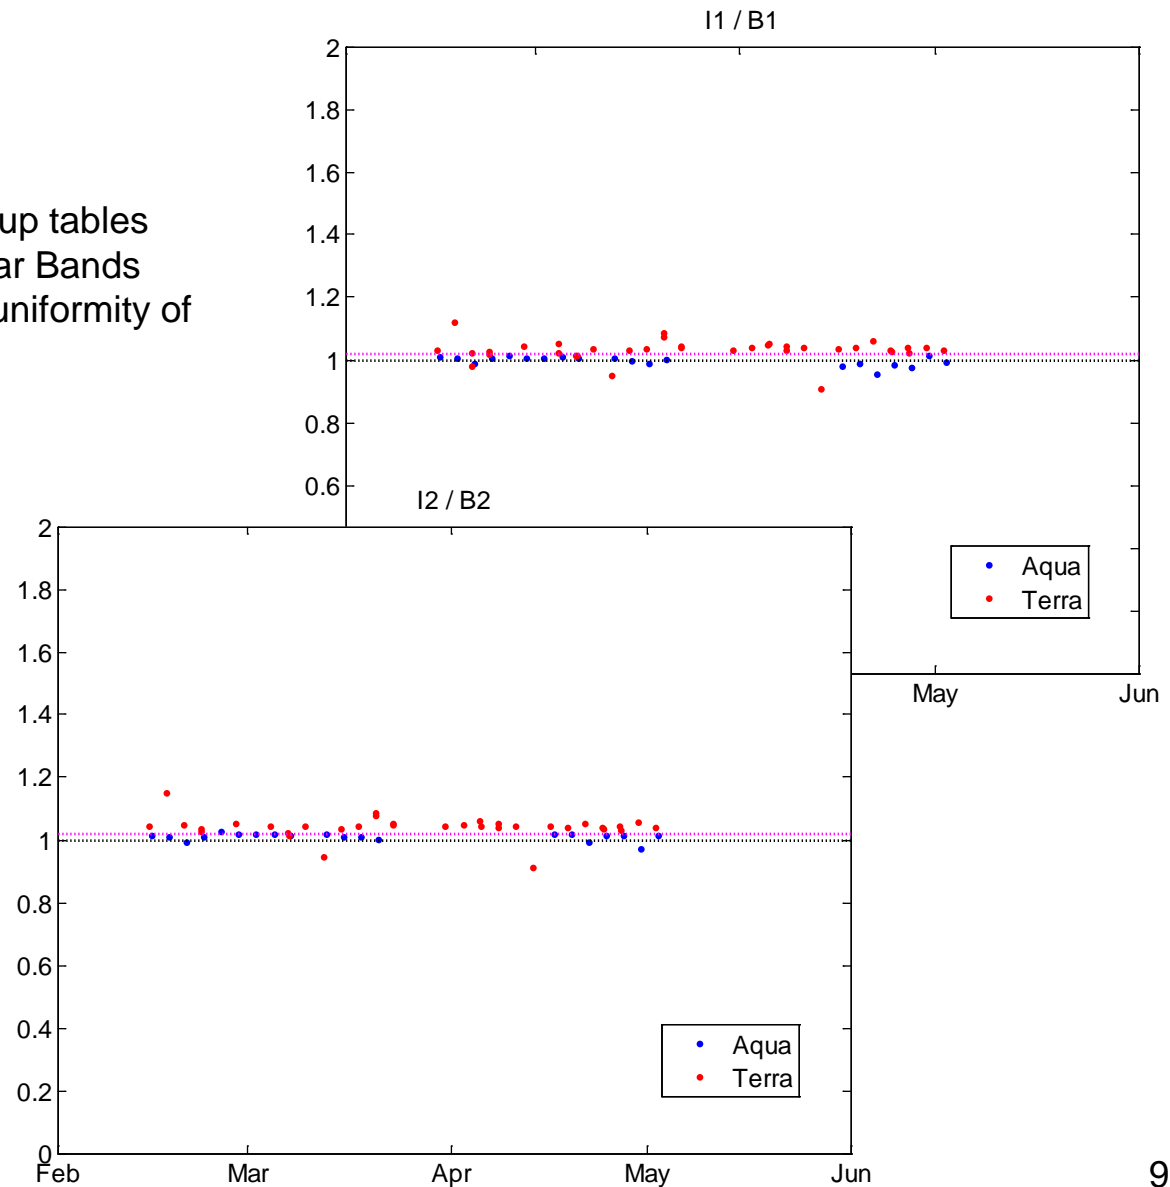 I1 / B1
2
1.8
1.6
1.4
1.2
1
0.8
0.6
up tables
ar Bands
uniformity of
Aqua
Terra
May
Jun
I2 / B2
2
1.8
1.6
1.4
1.2
1
0.8
0.6
0.4
0.2
0
Aqua
Terra
Feb
Mar
Apr
May
Jun
9